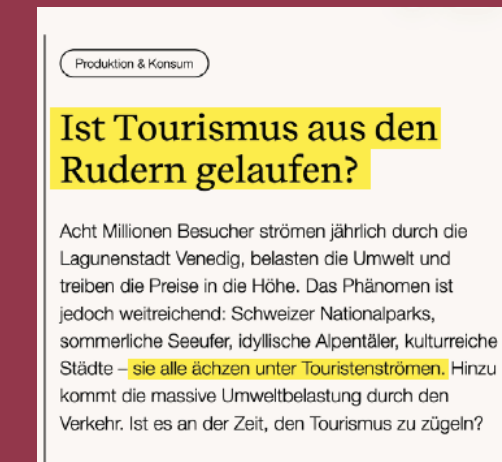 Produktion & Konsum
Ist Tourismus aus den
Rudern gelaufen?
Acht Millionen Besucher strömen jährlich durch die
Lagunenstadt Venedig, belasten die Umwelt und
treiben die Preise in die Höhe. Das Phänomen ist
jedoch weitreichend: Schweizer Nationalparks,
sommerliche Seeufer, idyllische Alpentäler, kulturreiche
Städte – sie alle ächzen unter Touristenströmen. Hinzu
kommt die massive Umweltbelastung durch den
Verkehr. Ist es an der Zeit, den Tourismus zu zügeln?